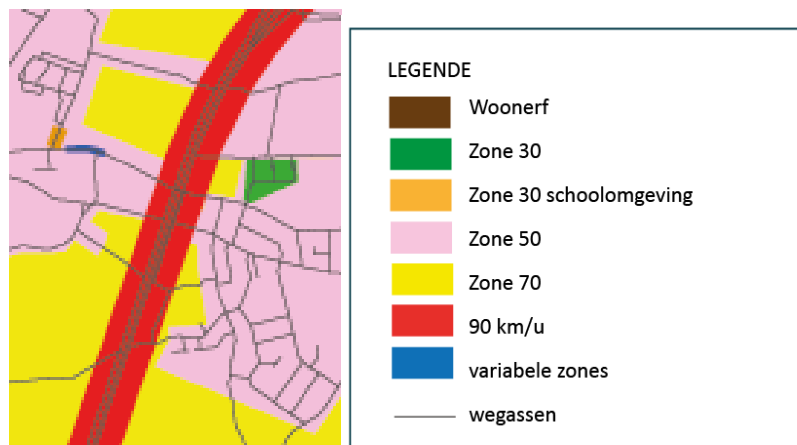 LEGENDE
Woonerf
Zone 30
Zone 30 schoolomgeving
Zone 50
Zone 70
90 km/u
variabele zones
wegassen